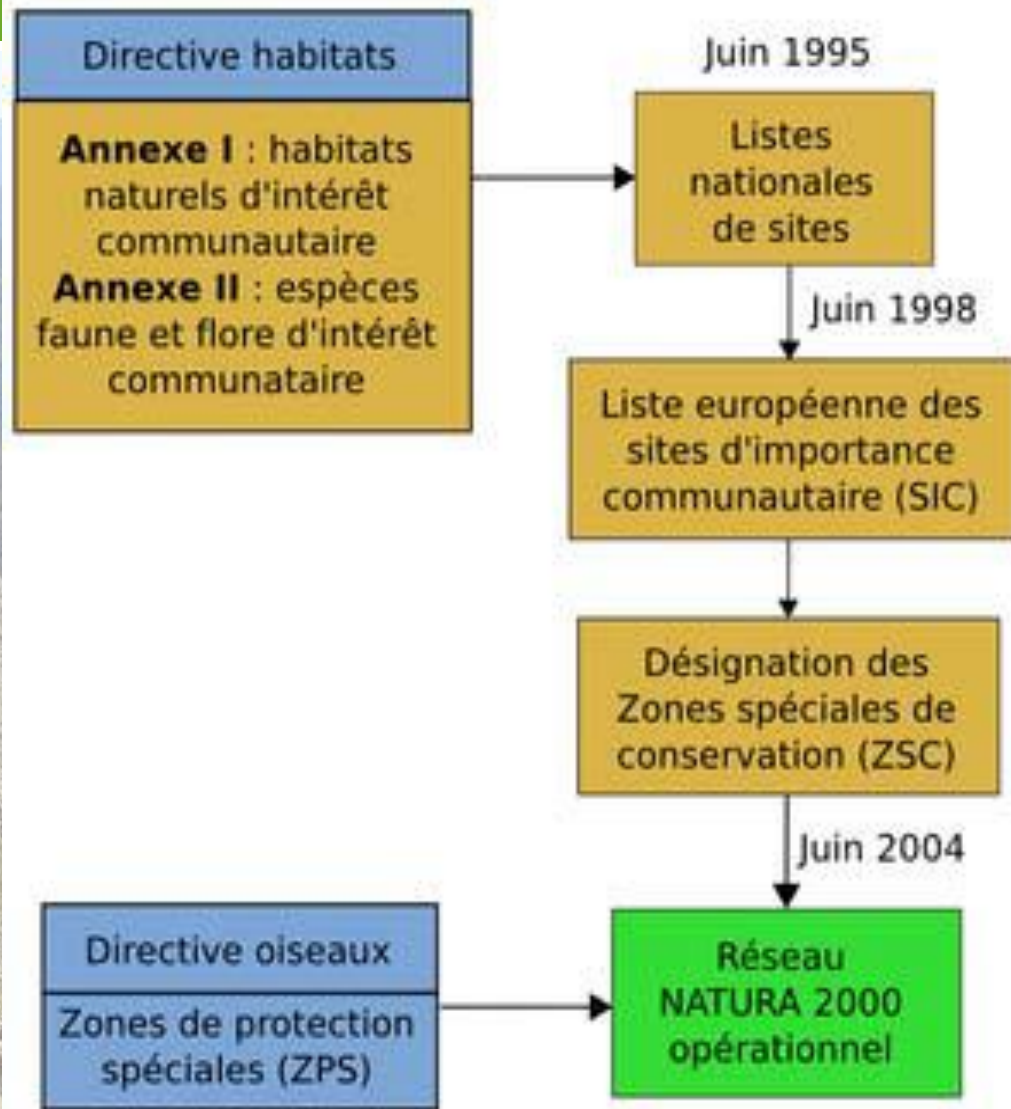 Directive habitats
Annexe I : habitats
naturels d'intérêt
communautaire
Annexe II : espèces
faune et flore d'intérêt
communataire
Juin 1995
Listes
nationales
de sites
Juin 1998
Liste européenne des
sites d'importance
communautaire (SIC)
Désignation des
Zones spéciales de
conservation (ZSC)
Juin 2004
Directive oiseaux
Zones de protection
spéciales (ZPS)
Réseau
NATURA 2000
opérationnel